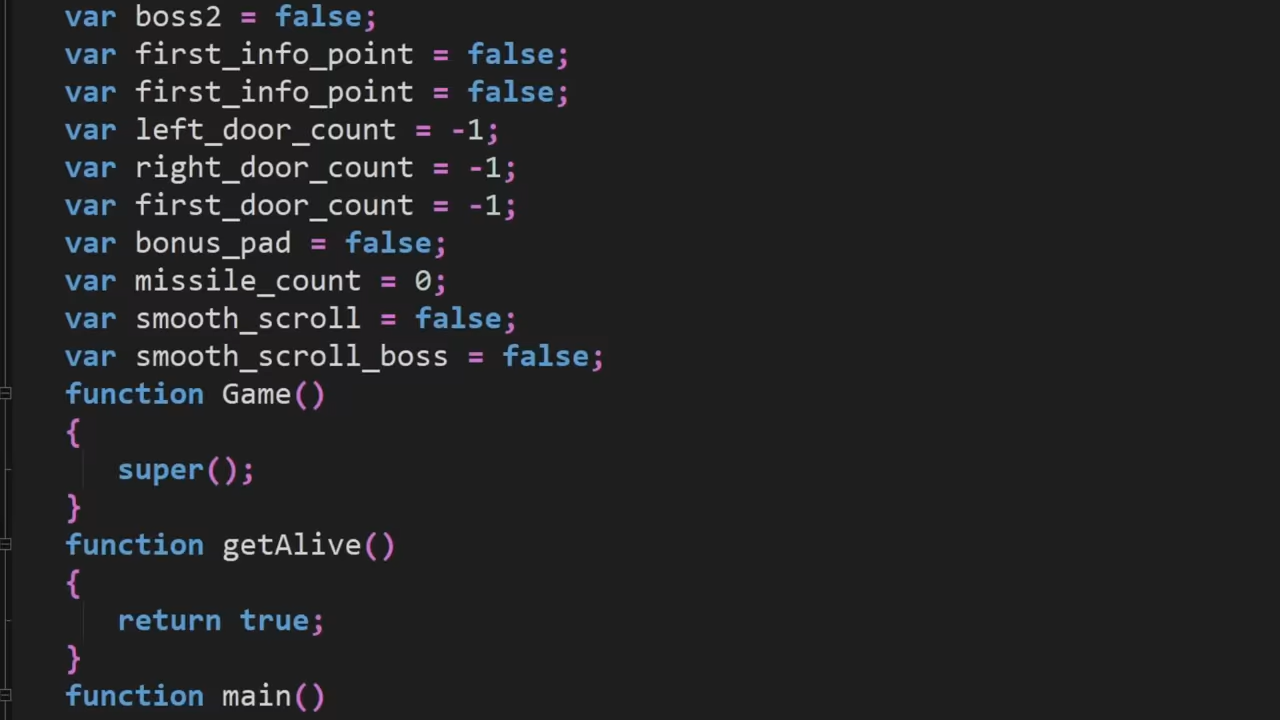 var boss2 = false;
var first_info_point = false;
var first_info_point = false;
var left_door_count = -1;
var right_door_count = -1;
var first_door_count = -1;
var bonus_pad = false;
var missile_count = 0;
var smooth_scroll = false;
var smooth_scroll_boss = false;
function Game()
{
super();
}
function getAlive()
{
return true;
}
function main()